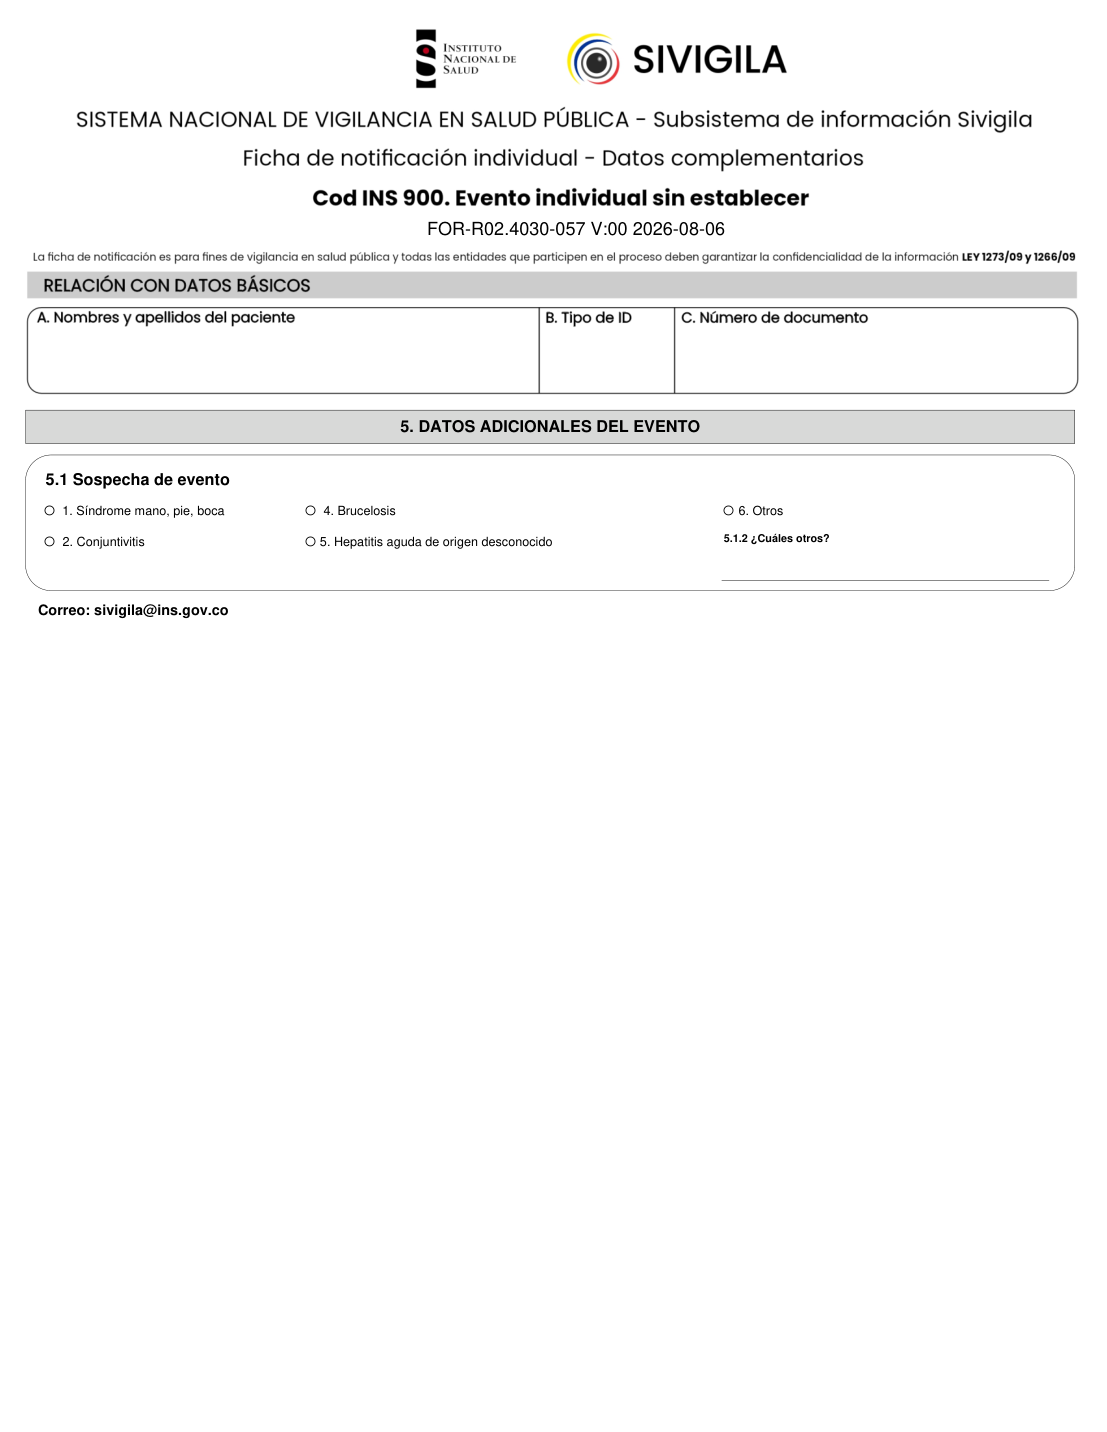 INSTITUTO
NACIONAL DE
SALUD
SIVIGILA
SISTEMA NACIONAL DE VIGILANCIA EN SALUD PÚBLICA - Subsistema de información Sivigila
Ficha de notificación individual - Datos complementarios
Cod INS 900. Evento individual sin establecer
FOR-R02.4030-057 V:00 2026-08-06
La ficha de notificación es para fines de vigilancia en salud pública y todas las entidades que participen en el proceso deben garantizar la confidencialidad de la información LEY 1273/09 y 1266/09
RELACIÓN CON DATOS BÁSICOS
A. Nombres y apellidos del paciente B. Tipo de ID C. Número de documento
5. DATOS ADICIONALES DEL EVENTO
5.1 Sospecha de evento
1. Síndrome mano, pie, boca 4. Brucelosis 6. Otros
2. Conjuntivitis 5. Hepatitis aguda de origen desconocido 5.1.2 ¿Cuáles otros?
Correo: sivigila@ins.gov.co